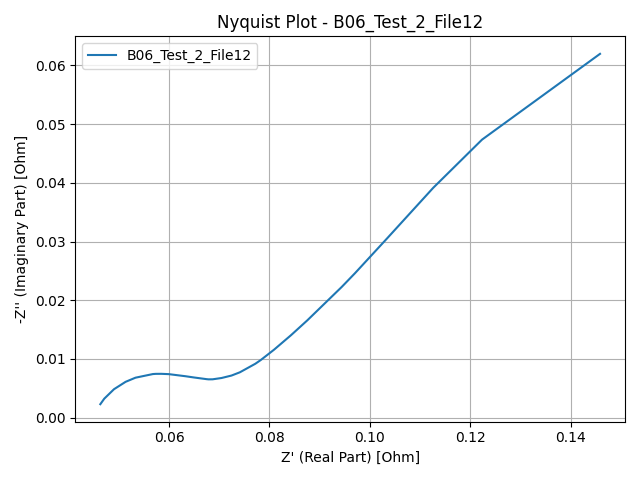 Nyquist Plot - B06_Test_2_File12
B06_Test_2_File12
0.06
0.05
0.04
0.03
0.02
0.01
0.00
-Z'' (Imaginary Part) [Ohm]
0.06 0.08 0.10 0.12 0.14
Z' (Real Part) [Ohm]